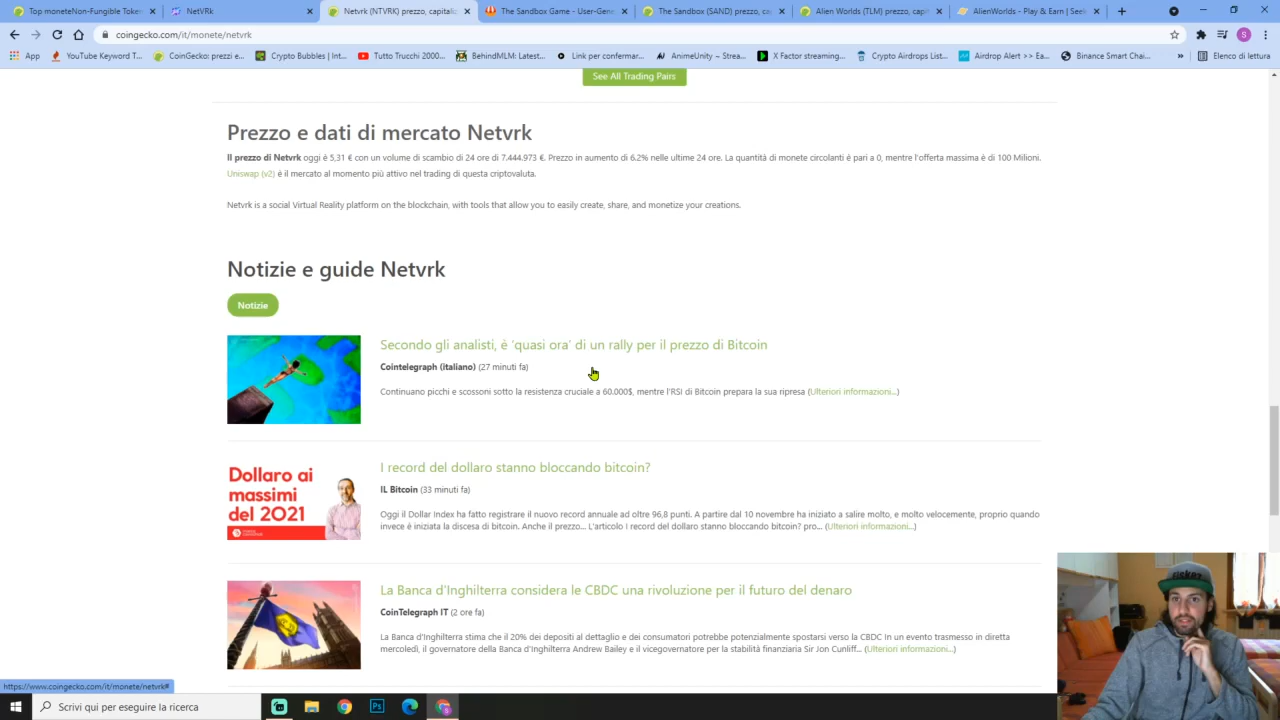 Top moneteNetvrkToken
Netvrk
Netvrk (NETVRK) prezzo, ca
The Sandbox (SAND) prezzo
The Sandbox (SAND) prezzo, c
Alien Worlds (TLM) prezzo, ca
AlienWorlds - Play & Earn | Seek
coingecko.com/it/monete/netvrk
App
YouTube Keyword T...
CoinGecko: prezzi e...
Crypto Bubbles | Int...
Tutto Trucchi 2000...
BehindMLM: Latest...
Link per confermar...
AnimeUnity ~ Strea...
X Factor streaming...
Crypto Airdrops List...
Airdrop Alert >> Ea...
Binance Smart Chai...
»
Elenco di lettura
See All Trading Pairs
Prezzo e dati di mercato Netvrk
Il prezzo di Netvrk oggi è 5,31 € con un volume di scambio di 24 ore di 7.444.973 €. Prezzo in aumento di 6.2% nelle ultime 24 ore. La quantità di monete circolanti è pari a 0, mentre l'offerta massima è di 100 Milioni.
Uniswap (v2) è il mercato al momento più attivo nel trading di questa criptovaluta.
Netvrk is a social Virtual Reality platform on the blockchain, with tools that allow you to easily create, share, and monetize your creations.
Notizie e guide Netvrk
Notizie
Secondo gli analisti, è 'quasi ora' di un rally per il prezzo di Bitcoin
Cointelegraph (italiano) (27 minuti fa)
Continuano picchi e scossoni sotto la resistenza cruciale a 60.000$, mentre l'RSI di Bitcoin prepara la sua ripresa (Ulteriori informazioni...)
Dollaro ai
massimi
del 2021
I record del dollaro stanno bloccando bitcoin?
IL Bitcoin (33 minuti fa)
Oggi il Dollar Index ha fatto registrare il nuovo record annuale ad oltre 96,8 punti. A partire dal 10 novembre ha iniziato a salire molto, e molto velocemente, proprio quando
invece è iniziata la discesa di bitcoin. Anche il prezzo... L'articolo I record del dollaro stanno bloccando bitcoin? pro... (Ulteriori informazioni...)
La Banca d'Inghilterra considera le CBDC una rivoluzione per il futuro del denaro
CoinTelegraph IT (2 ore fa)
La Banca d'Inghilterra stima che il 20% dei depositi al dettaglio e dei consumatori potrebbe potenzialmente spostarsi verso la CBDC In un evento trasmesso in diretta
mercoledì, il governatore della Banca d'Inghilterra Andrew Bailey e il vicegovernatore per la stabilità finanziaria Sir Jon Cunliff... (Ulteriori informazioni...)
https://www.coingecko.com/it/monete/netvrk#
Scrivi qui per eseguire la ricerca